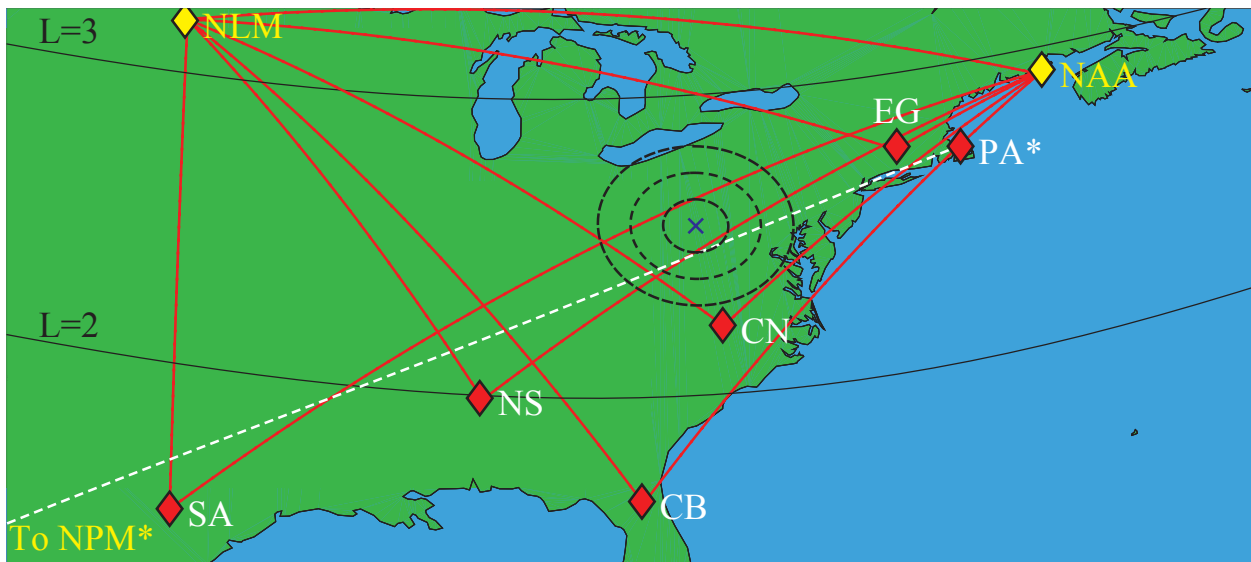 L=3
NLM
NAA
EG
PA*
L=2
CN
NS
SA
CB
To NPM*